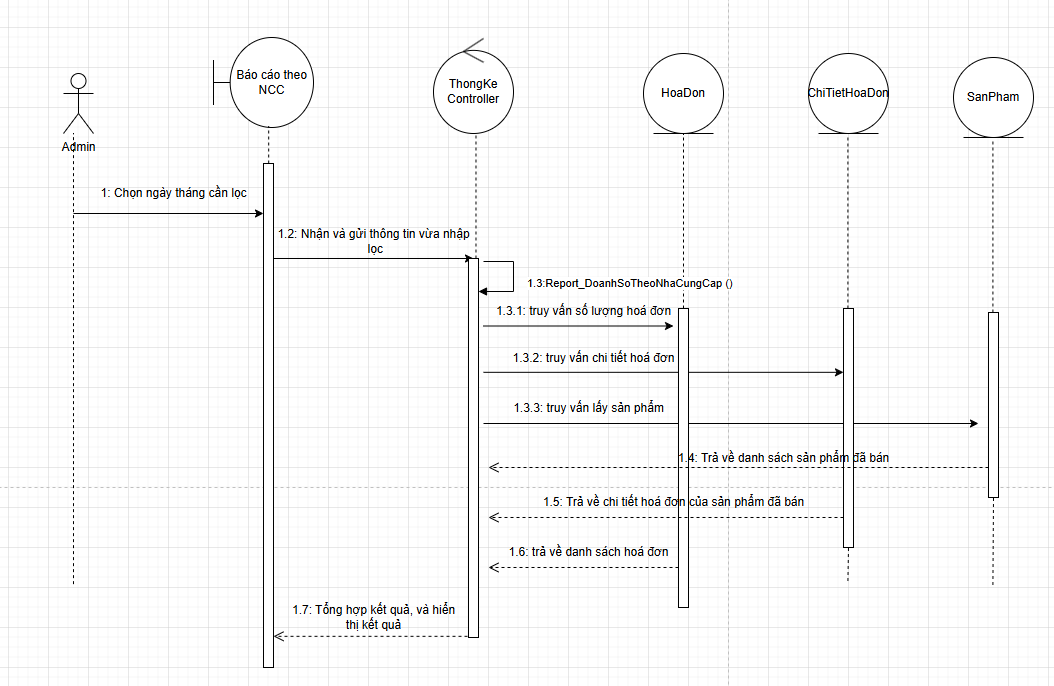 Báo cáo theo
NCC
ThongKe
Controller
HoaDon
ChiTietHoaDon
SanPham
Admin
1: Chọn ngày tháng cần lọc
1.2: Nhận và gửi thông tin vừa nhập
lọc
1.3:Report_DoanhSoTheoNhaCungCap ()
1.3.1: truy vấn số lượng hoá đơn
1.3.2: truy vấn chi tiết hoá đơn
1.3.3: truy vấn lấy sản phẩm
1.4: Trả về danh sách sản phẩm đã bán
1.5: Trả về chi tiết hoá đơn của sản phẩm đã bán
1.6: trả về danh sách hoá đơn
1.7: Tổng hợp kết quả, và hiển
thị kết quả